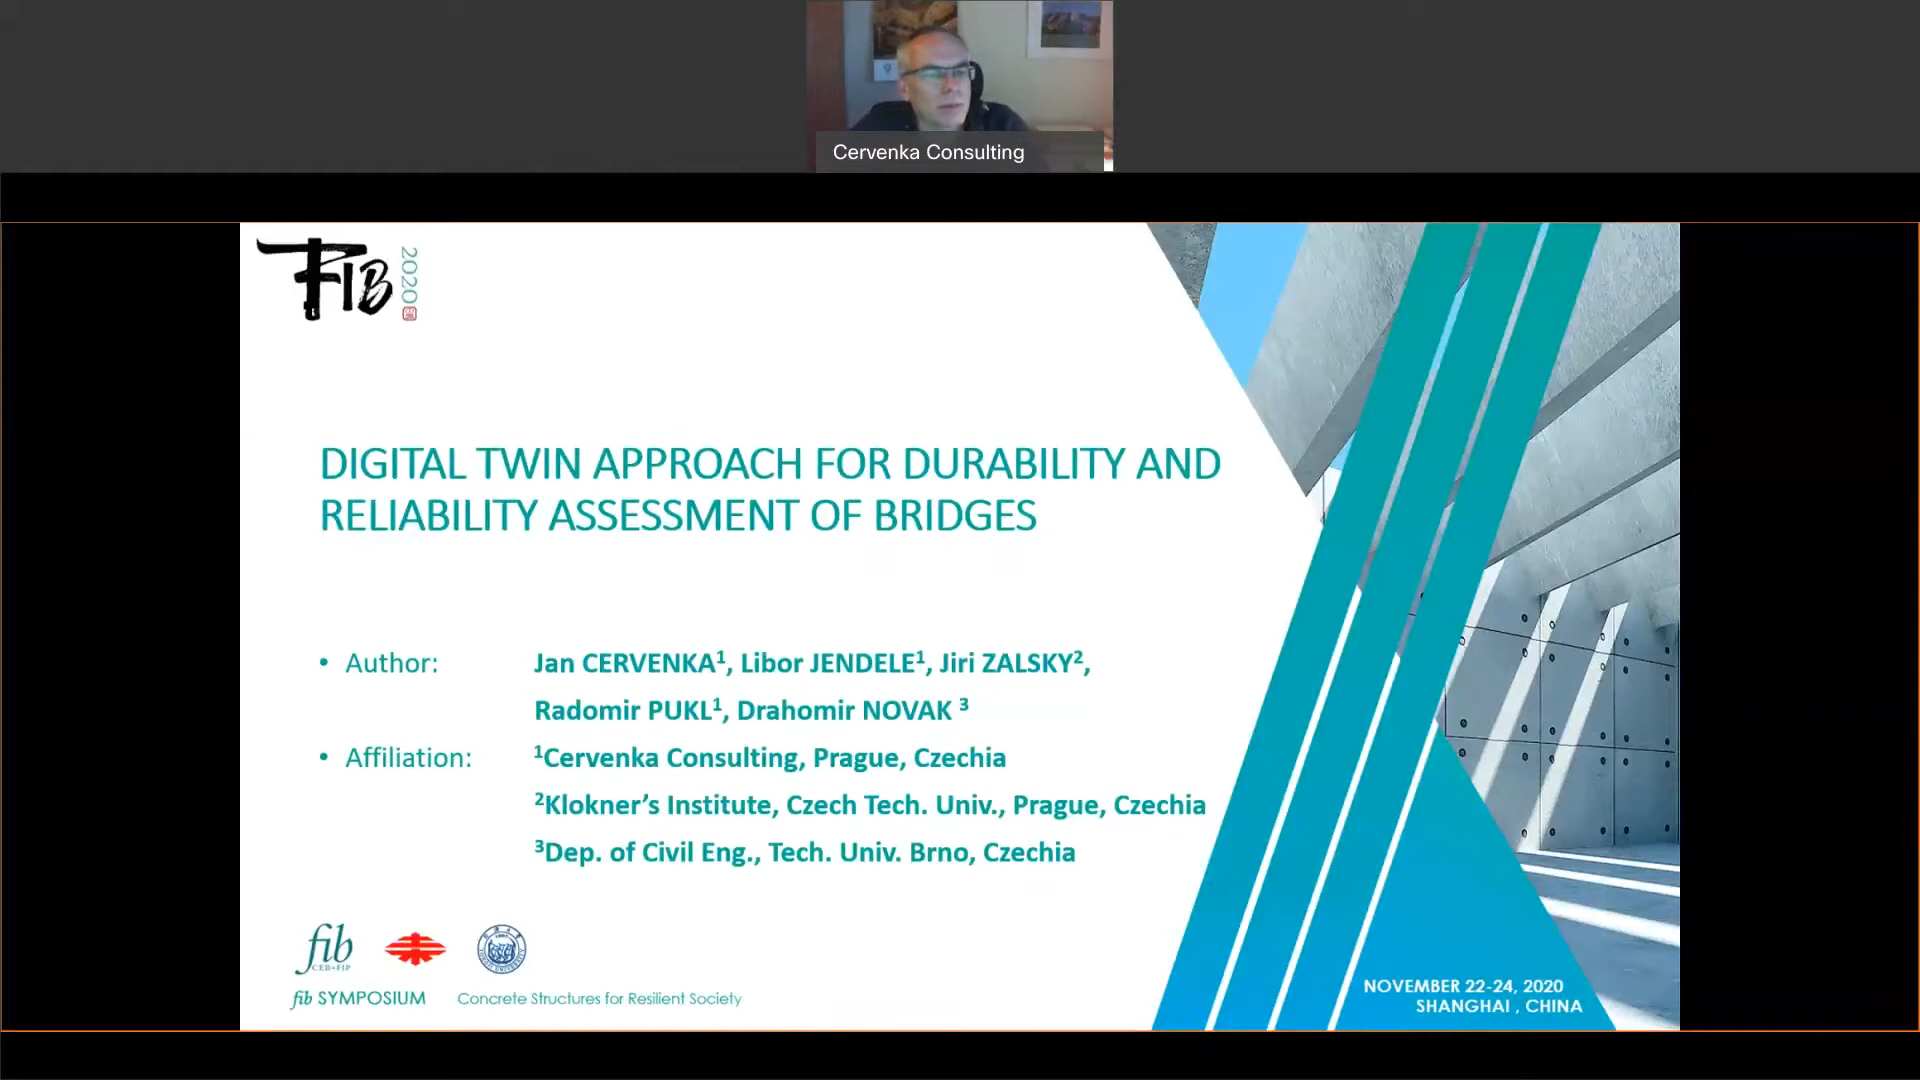 Cervenka Consulting
FIB 2020
DIGITAL TWIN APPROACH FOR DURABILITY AND
RELIABILITY ASSESSMENT OF BRIDGES
• Author: Jan CERVENKA¹, Libor JENDELE¹, Jiri ZALSKY²,
Radomir PUKL¹, Drahomir NOVAK ³
• Affiliation: ¹Cervenka Consulting, Prague, Czechia
²Klokner’s Institute, Czech Tech. Univ., Prague, Czechia
³Dep. of Civil Eng., Tech. Univ. Brno, Czechia
fib
CEB-FIP
fib SYMPOSIUM Concrete Structures for Resilient Society
NOVEMBER 22-24, 2020
SHANGHAI , CHINA